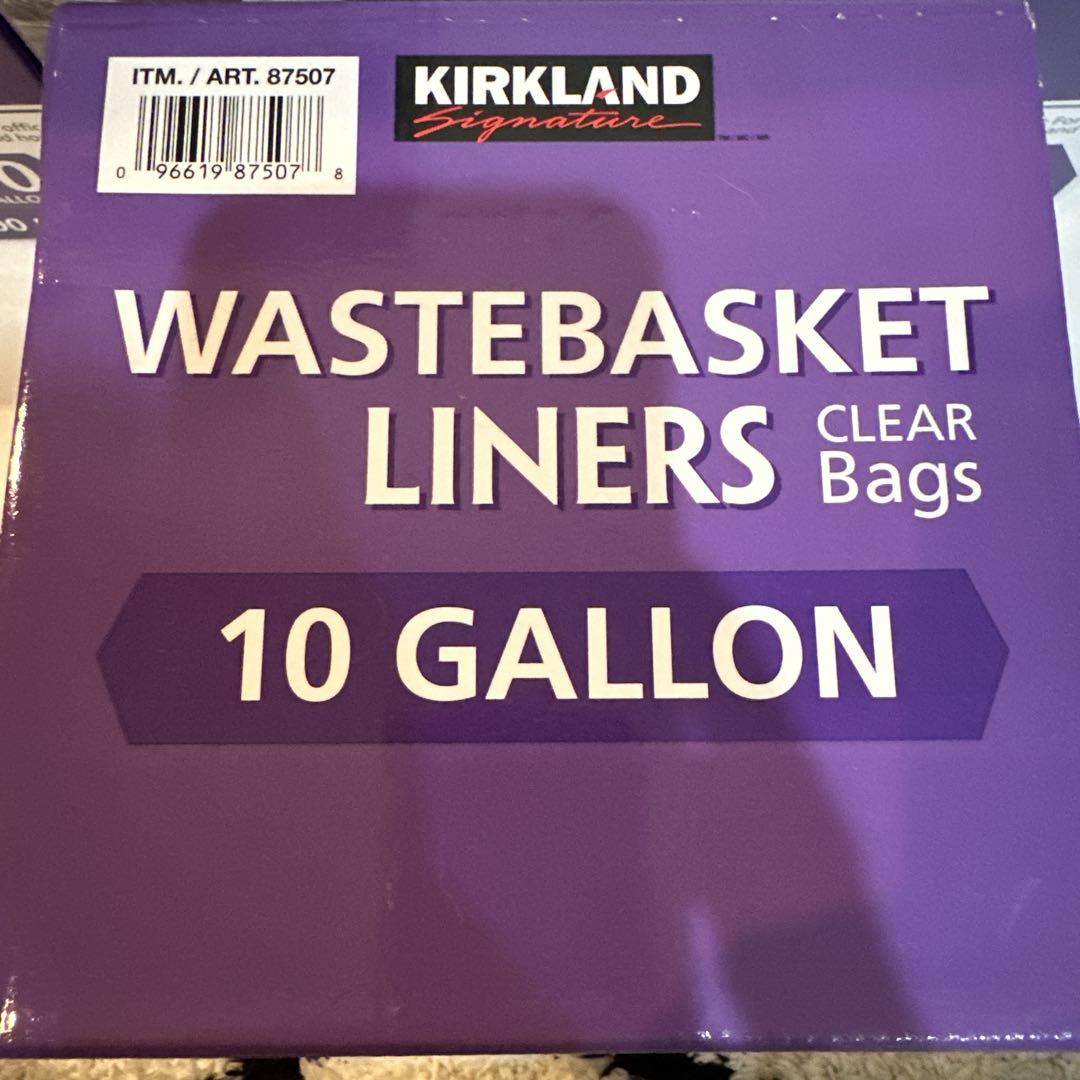 ITM. / ART. 87507
0 96619 87507 8
KIRKLAND
Signature
WASTEBASKET
LINERS
CLEAR
Bags
10 GALLON